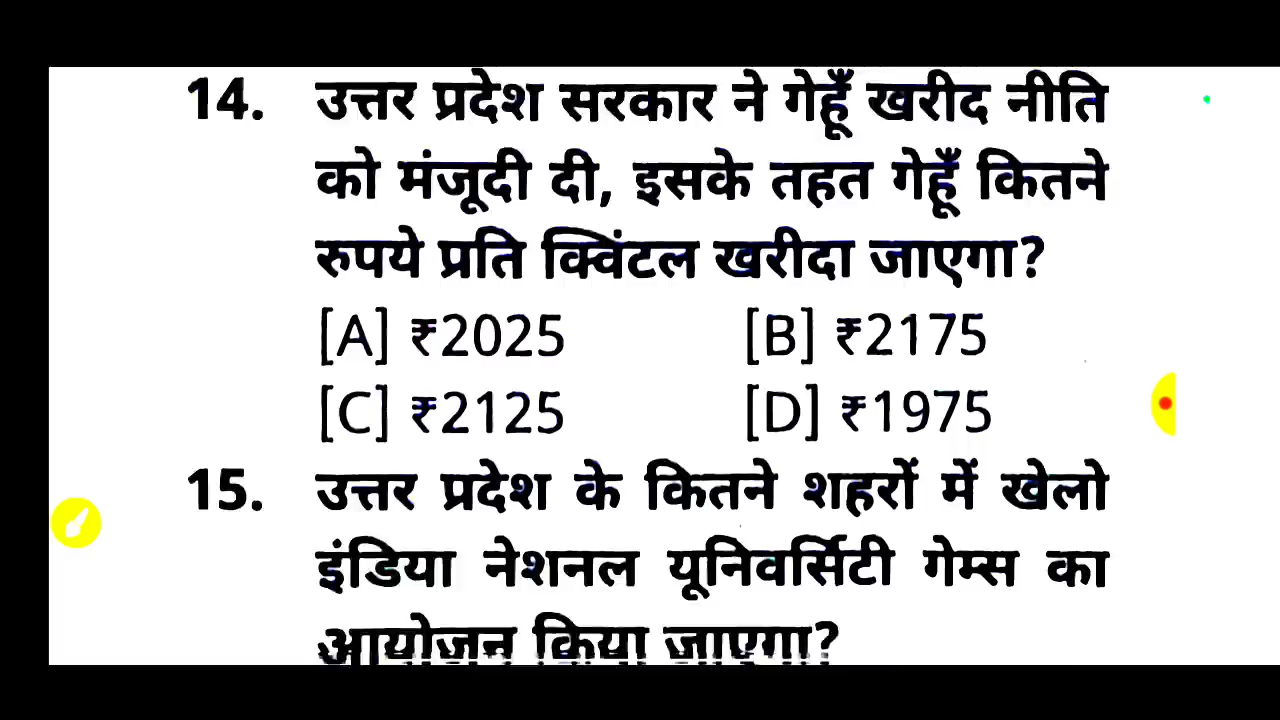 14. उत्तर प्रदेश सरकार ने गेहूँ खरीद नीति
को मंजूदी दी, इसके तहत गेहूँ कितने
रुपये प्रति क्विंटल खरीदा जाएगा?
[A] ₹2025 [B] ₹2175
[C] ₹2125 [D] ₹1975
15. उत्तर प्रदेश के कितने शहरों में खेलो
इंडिया नेशनल यूनिवर्सिटी गेम्स का
आयोजन किया जाएगा?